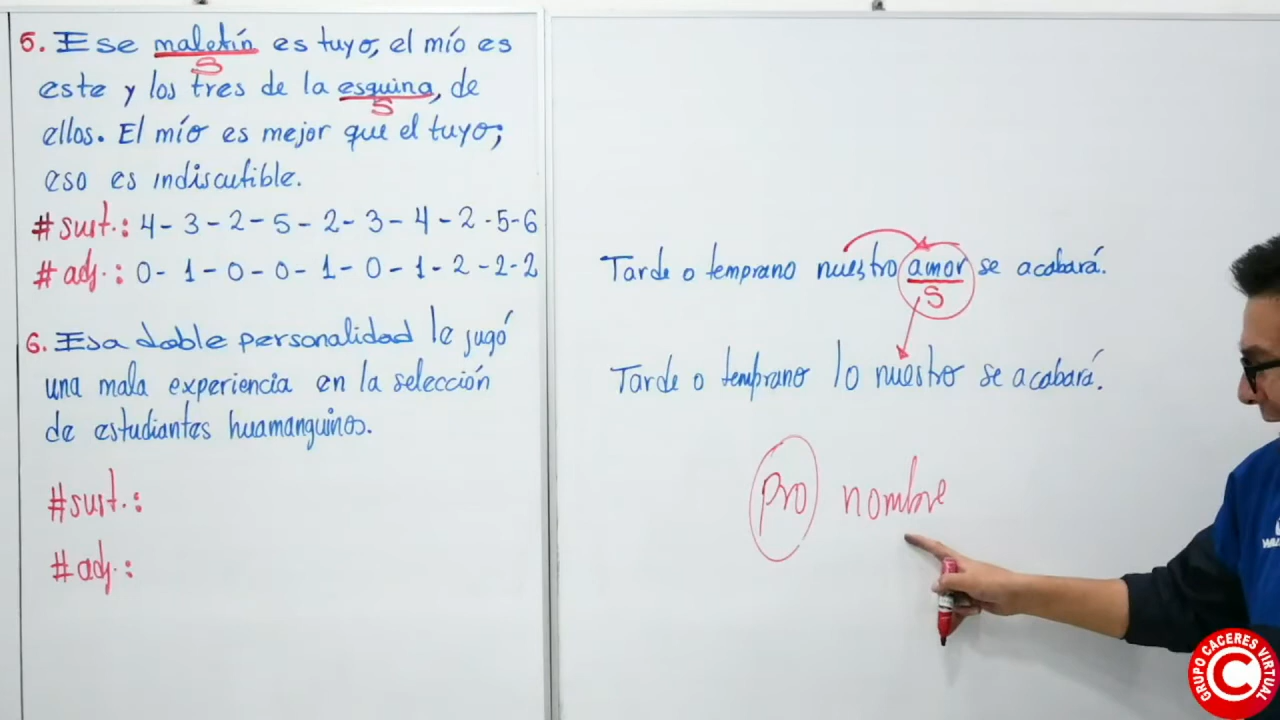 5. Ese maletín es tuyo, el mío es
S
este y los tres de la esquina, de
S
ellos. El mío es mejor que el tuyo;
eso es indiscutible.
# sust.: 4 - 3 - 2 - 5 - 2 - 3 - 4 - 2 - 5 - 6
# adj.: 0 - 1 - 0 - 0 - 1 - 0 - 1 - 2 - 2 - 2
6. Esa doble personalidad le jugó
una mala experiencia en la selección
de estudiantes huamanguinos.
# sust.:
# adj.:
Tarde o temprano nuestro amor se acabará.
S
Tarde o temprano lo nuestro se acabará.
pro nombre
GRUPO CACERES VIRTUAL
C